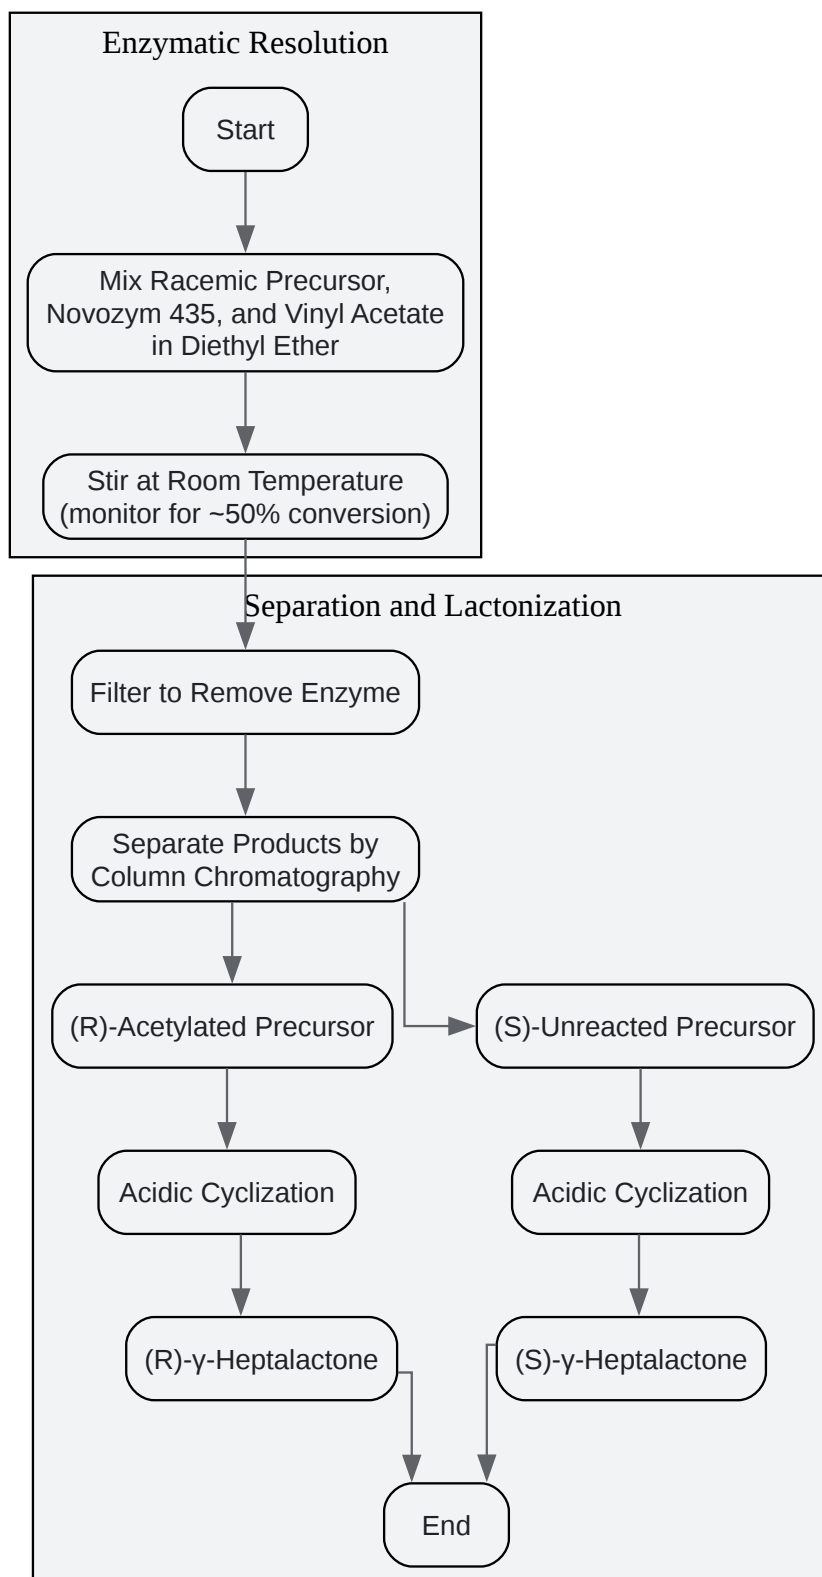 Enzymatic Resolution
Start
Mix Racemic Precursor,
Novozym 435, and Vinyl Acetate
in Diethyl Ether
Stir at Room Temperature
(monitor for ~50% conversion)
Separation and Lactonization
Filter to Remove Enzyme
Separate Products by
Column Chromatography
(R)-Acetylated Precursor
(S)-Unreacted Precursor
Acidic Cyclization
Acidic Cyclization
(R)-γ-Heptalactone
(S)-γ-Heptalactone
End